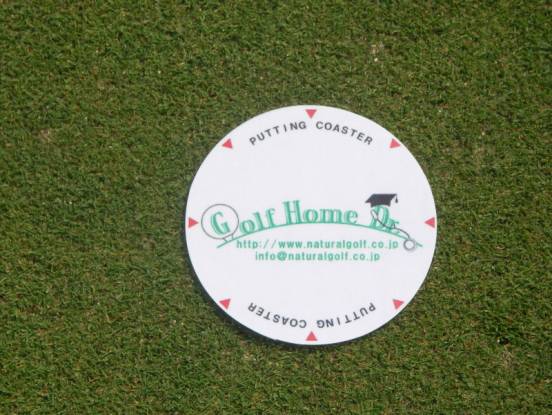 PUTTING COASTER
Golf Home Dr.
http://www.naturalgolf.co.jp
info@naturalgolf.co.jp
PUTTING COASTER